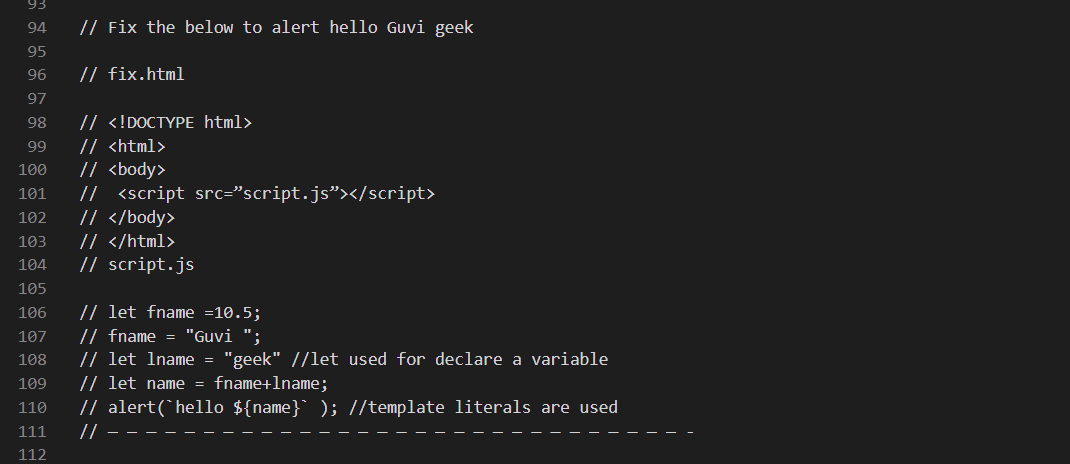 93
94 // Fix the below to alert hello Guvi geek
95
96 // fix.html
97
98 // <!DOCTYPE html>
99 // <html>
100 // <body>
101 //  <script src=”script.js”></script>
102 // </body>
103 // </html>
104 // script.js
105
106 // let fname =10.5;
107 // fname = "Guvi ";
108 // let lname = "geek" //let used for declare a variable
109 // let name = fname+lname;
110 // alert(`hello ${name}` ); //template literals are used
111 // — — — — — — — — — — — — — — — — — — — — — — — — — — — — — — -
112